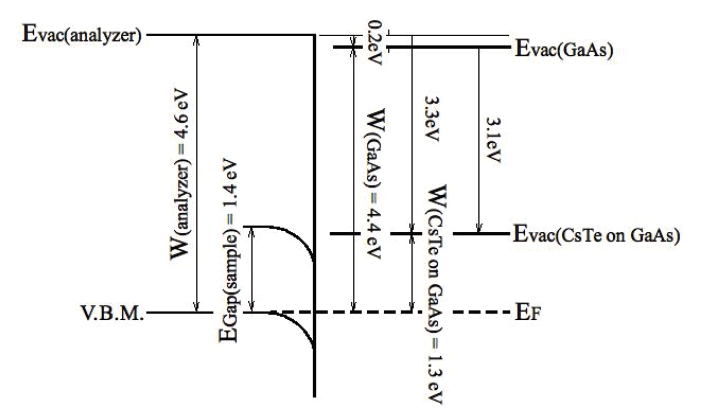 Evac(analyzer)
0.2eV
Evac(GaAs)
W(analyzer) = 4.6 eV
EGap(sample) = 1.4 eV
W(GaAs) = 4.4 eV
3.3eV
3.1eV
W(CsTe on GaAs) = 1.3 eV
Evac(CsTe on GaAs)
V.B.M.
EF